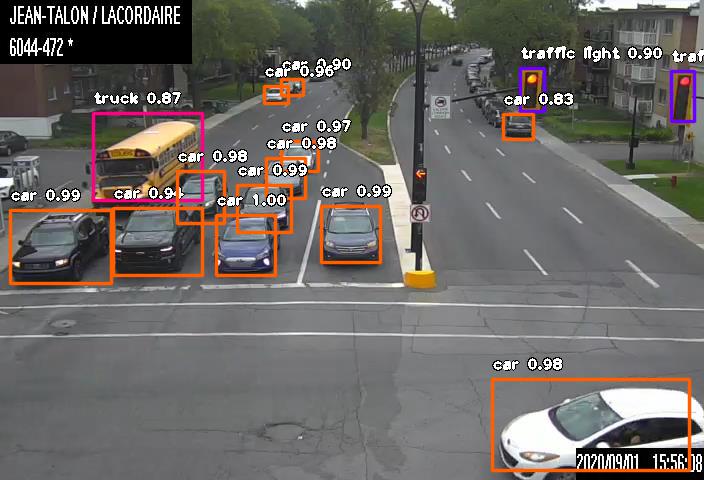 JEAN-TALON / LACORDAIRE
6044-472 *
car 0.90
car 0.96
traffic light 0.90
traf
truck 0.87
car 0.83
car 0.97
car 0.98
car 0.98
car 0.99
car 0.99
car 0.94
car 1.00
car 0.99
car 0.98
2020/09/01 15:56:08